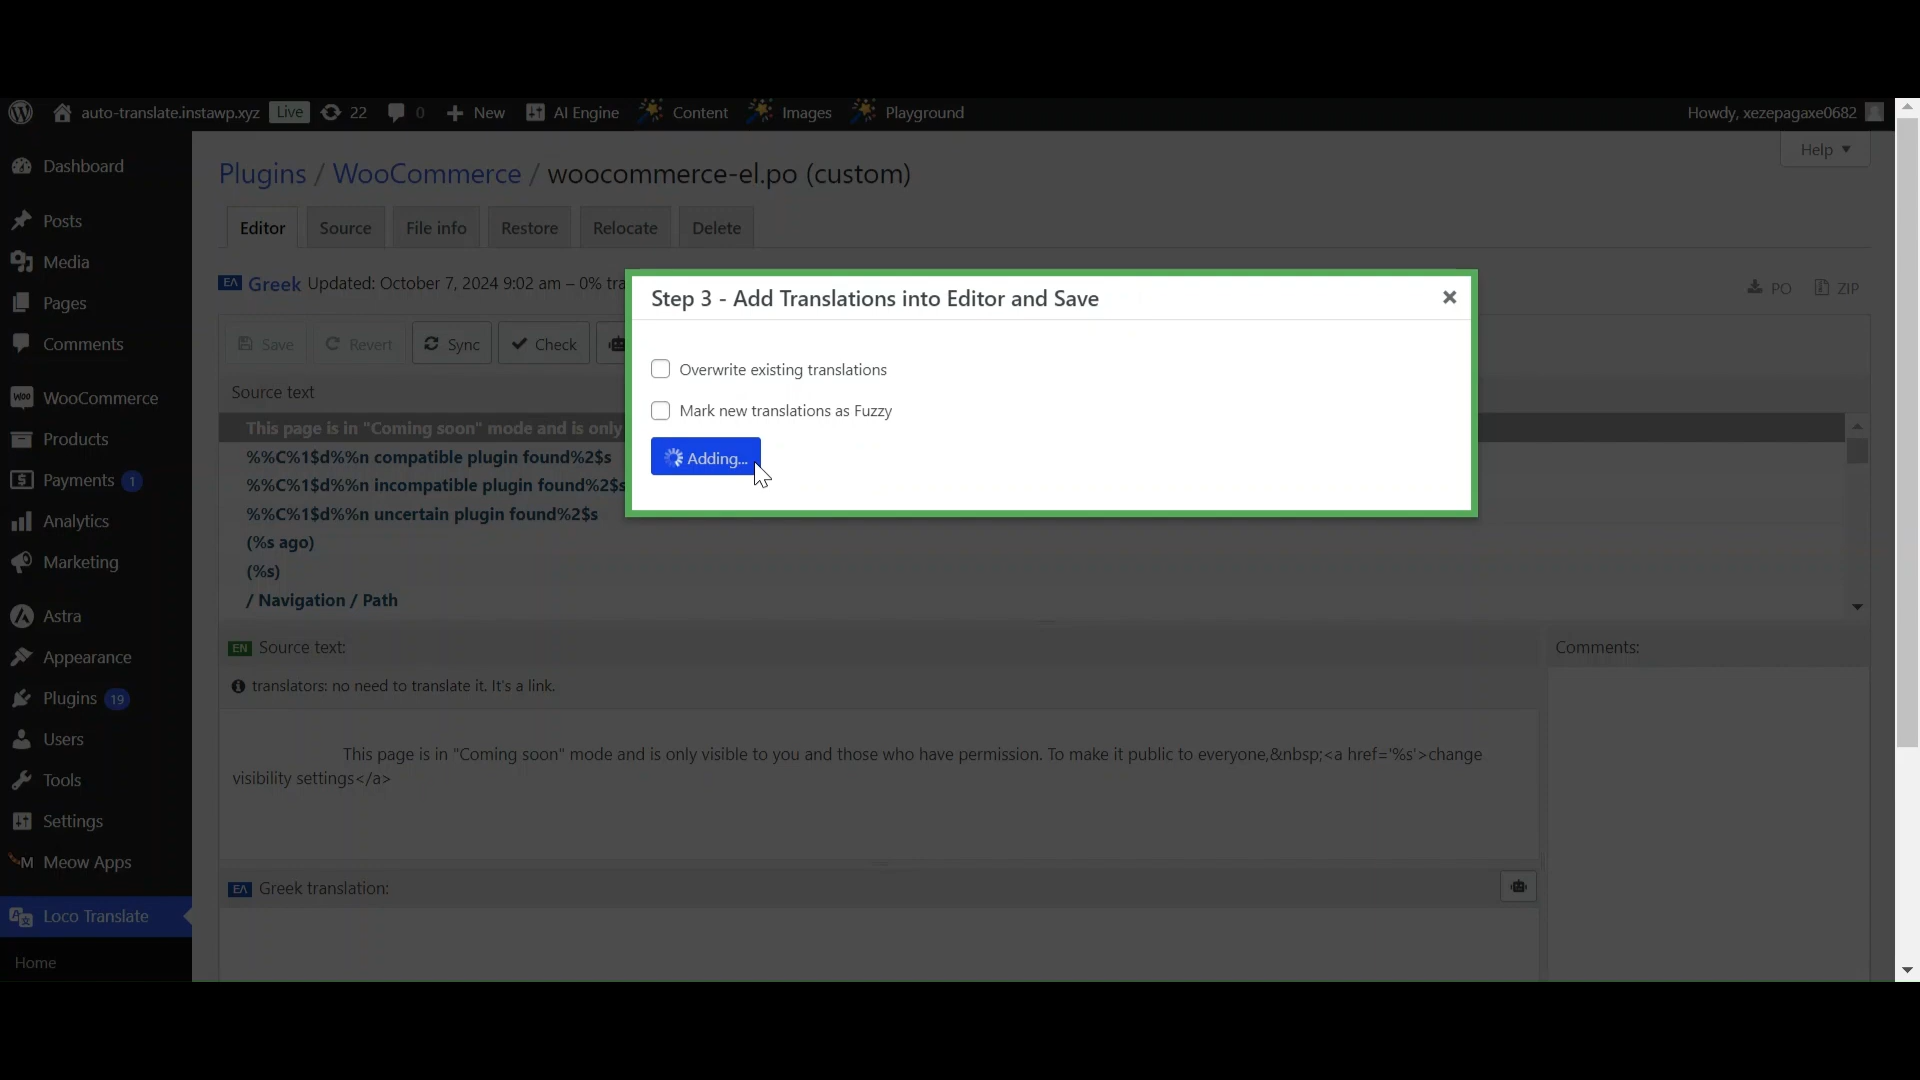 auto-translate.instawp.xyz Live 22 0 New AI Engine Content Images Playground Howdy, xezepagaxe0682
Help
Dashboard
Posts
Media
Pages
Comments
WooCommerce
Products
Payments 1
Analytics
Marketing
Astra
Appearance
Plugins 19
Users
Tools
Settings
Meow Apps
Loco Translate
Home
Plugins / WooCommerce / woocommerce-el.po (custom)
Editor Source File info Restore Relocate Delete
ΕΛ Greek Updated: October 7, 2024 9:02 am – 0% tra
PO ZIP
Save Revert Sync Check
Source text
This page is in "Coming soon" mode and is only
%%C%1$d%%n compatible plugin found%2$s
%%C%1$d%%n incompatible plugin found%2$s
%%C%1$d%%n uncertain plugin found%2$s
(%s ago)
(%s)
/ Navigation / Path
Step 3 - Add Translations into Editor and Save
Overwrite existing translations
Mark new translations as Fuzzy
Adding...
EN Source text:
Comments:
translators: no need to translate it. It's a link.
This page is in "Coming soon" mode and is only visible to you and those who have permission. To make it public to everyone,&nbsp;<a href='%s'>change
visibility settings</a>
ΕΛ Greek translation: